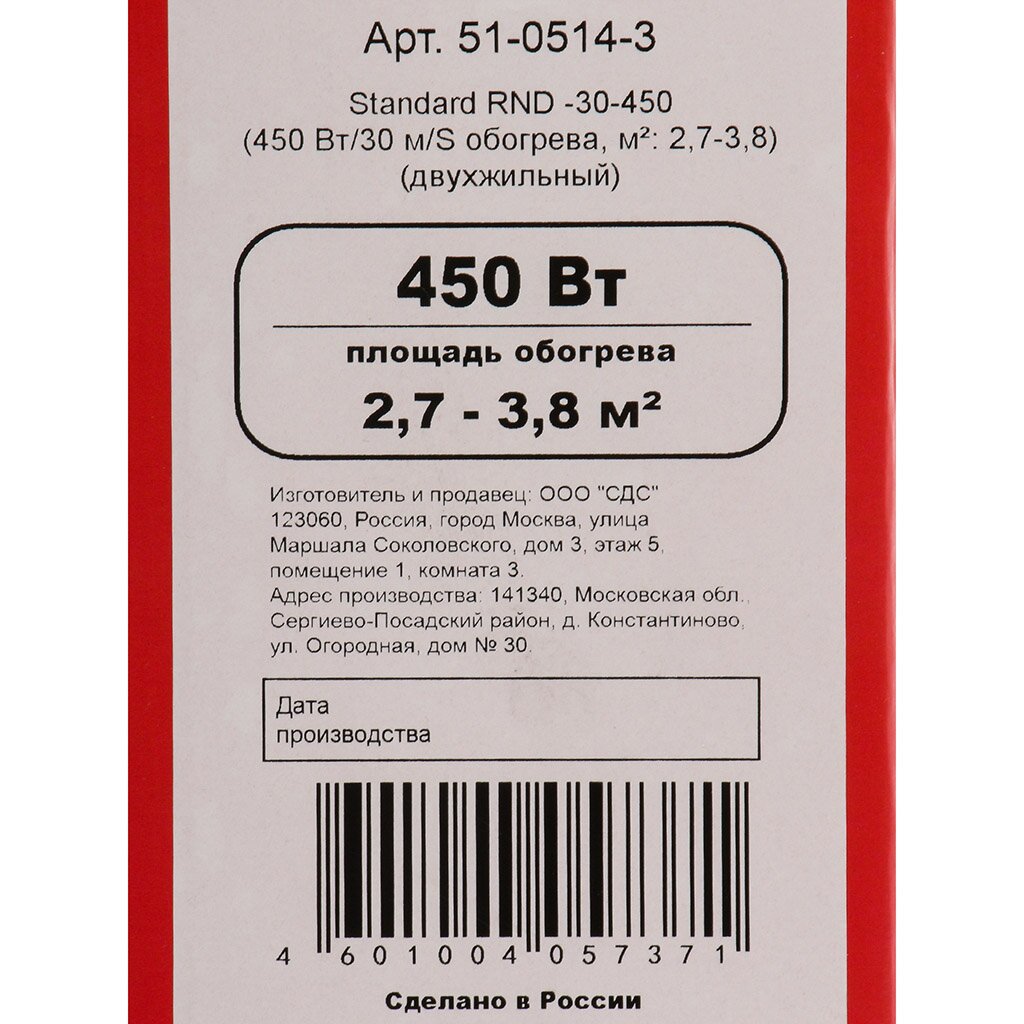 Арт. 51-0514-3
Standard RND -30-450
(450 Вт/30 м/S обогрева, м²: 2,7-3,8)
(двухжильный)
450 Вт
площадь обогрева
2,7 - 3,8 м²
Изготовитель и продавец: ООО "СДС"
123060, Россия, город Москва, улица
Маршала Соколовского, дом 3, этаж 5,
помещение 1, комната 3.
Адрес производства: 141340, Московская обл.,
Сергиево-Посадский район, д. Константиново,
ул. Огородная, дом № 30.
Дата
производства
4 601004 057371
Сделано в России